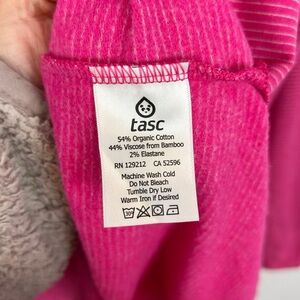 tasc
54% Organic Cotton
44% Viscose from Bamboo
2% Elastane
RN 129212 CA 52596
Machine Wash Cold
Do Not Bleach
Tumble Dry Low
Warm Iron if Desired
30°